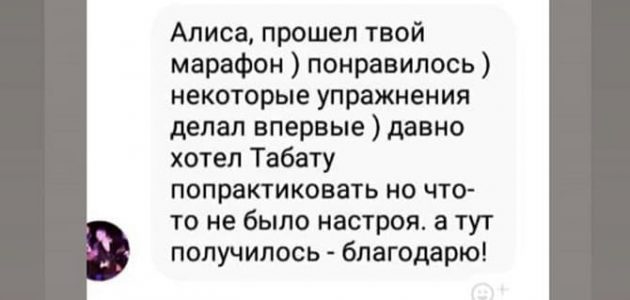 Алиса, прошел твой
марафон ) понравилось )
некоторые упражнения
делал впервые ) давно
хотел Табату
попрактиковать но что-
то не было настроя. а тут
получилось - благодарю!